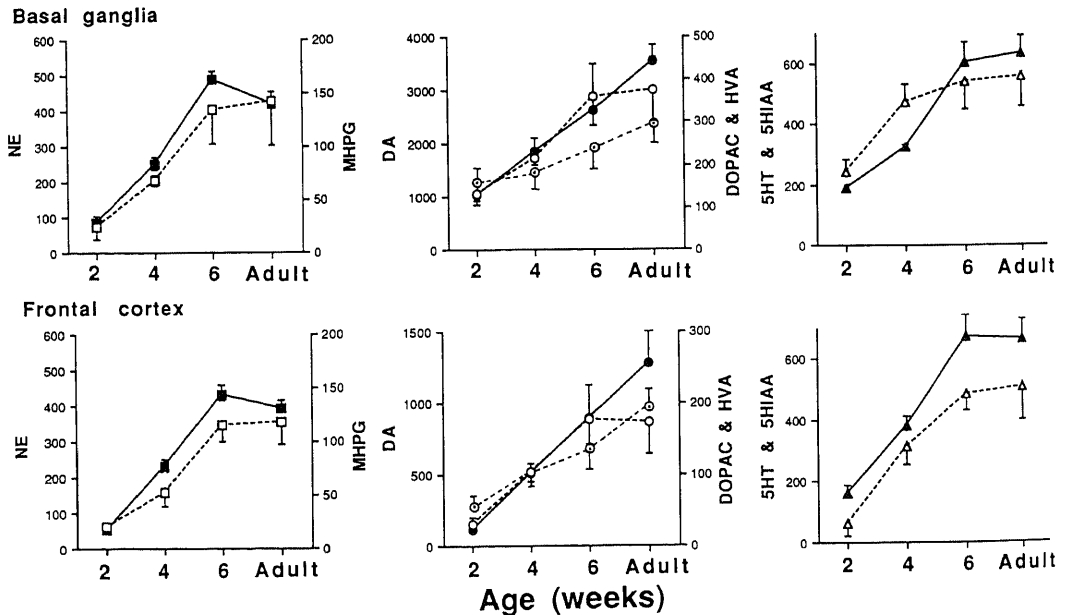 Basal ganglia
600
500
400
300
200
100
0
NE
200
150
100
50
0
MHPG
2 4 6 Adult
4000
3000
2000
1000
0
DA
500
400
300
200
100
0
DOPAC & HVA
2 4 6 Adult
600
400
200
0
5HT & 5HIAA
2 4 6 Adult
Frontal cortex
600
500
400
300
200
100
0
NE
200
150
100
50
0
MHPG
2 4 6 Adult
1500
1000
500
0
DA
300
200
100
0
DOPAC & HVA
2 4 6 Adult
600
400
200
0
5HT & 5HIAA
2 4 6 Adult
Age (weeks)